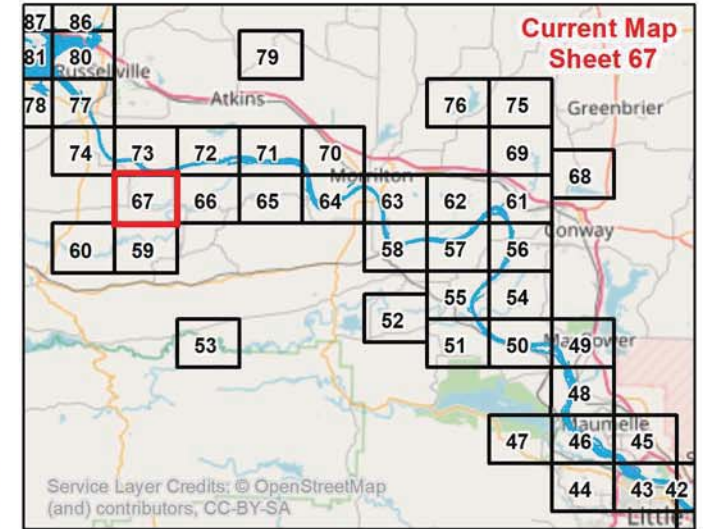 Current Map
Sheet 67
87 86
81 80 79
Russellville
78 77 Atkins 76 75 Greenbrier
74 73 72 71 70 69
Morrilton 68
67 66 65 64 63 62 61
Conway
60 59 58 57 56
55 54
52
53 51 50 49
48
Maumelle
47 46 45
Service Layer Credits: © OpenStreetMap
(and) contributors, CC-BY-SA
44 43 42
Little